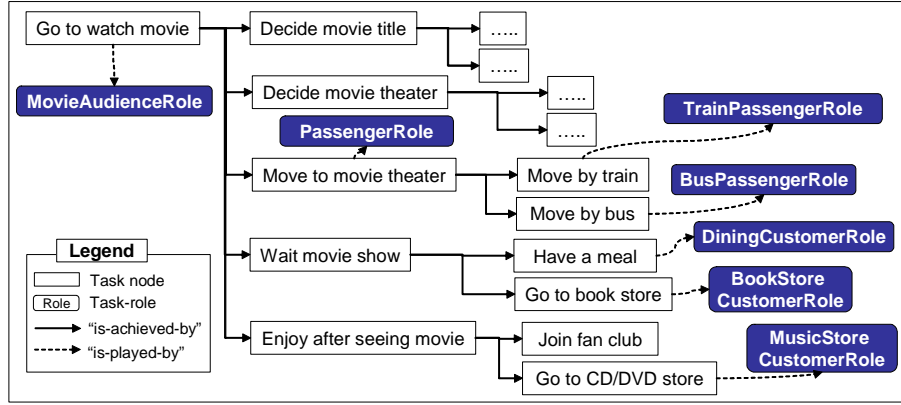 Go to watch movie
Decide movie title
…..
…..
MovieAudienceRole
Decide movie theater
…..
…..
PassengerRole
TrainPassengerRole
Move to movie theater
Move by train
BusPassengerRole
Move by bus
DiningCustomerRole
Wait movie show
Have a meal
Go to book store
BookStore
CustomerRole
Enjoy after seeing movie
Join fan club
Go to CD/DVD store
MusicStore
CustomerRole
Legend
Task node
Role Task-role
“is-achieved-by”
“is-played-by”